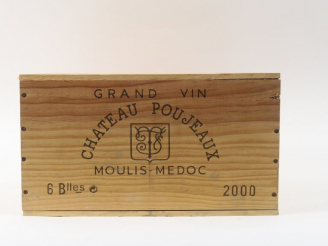 GRAND VIN
CHATEAU POUJEAUX
MOULIS-MEDOC
6 Blles 2000